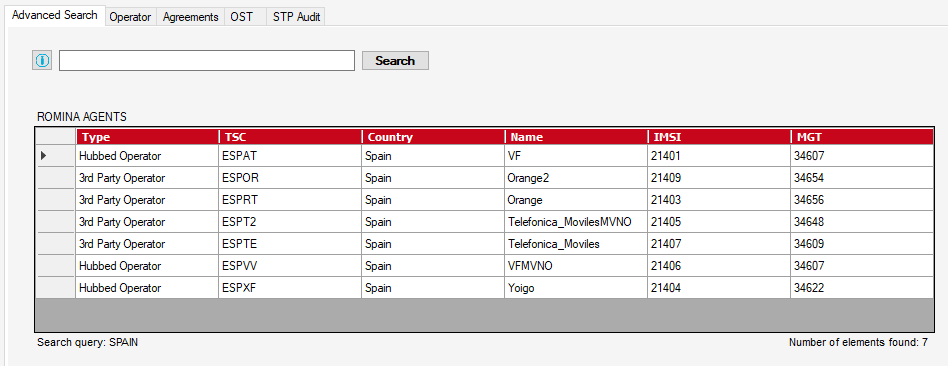 Advanced Search Operator Agreements OST STP Audit
Search
ROMINA AGENTS
Type TSC Country Name IMSI MGT
Hubbed Operator ESPAT Spain VF 21401 34607
3rd Party Operator ESPOR Spain Orange2 21409 34654
3rd Party Operator ESPRT Spain Orange 21403 34656
3rd Party Operator ESPT2 Spain Telefonica_MovilesMVNO 21405 34648
3rd Party Operator ESPTE Spain Telefonica_Moviles 21407 34609
Hubbed Operator ESPVV Spain VFMVNO 21406 34607
Hubbed Operator ESPXF Spain Yoigo 21404 34622
Search query: SPAIN Number of elements found: 7